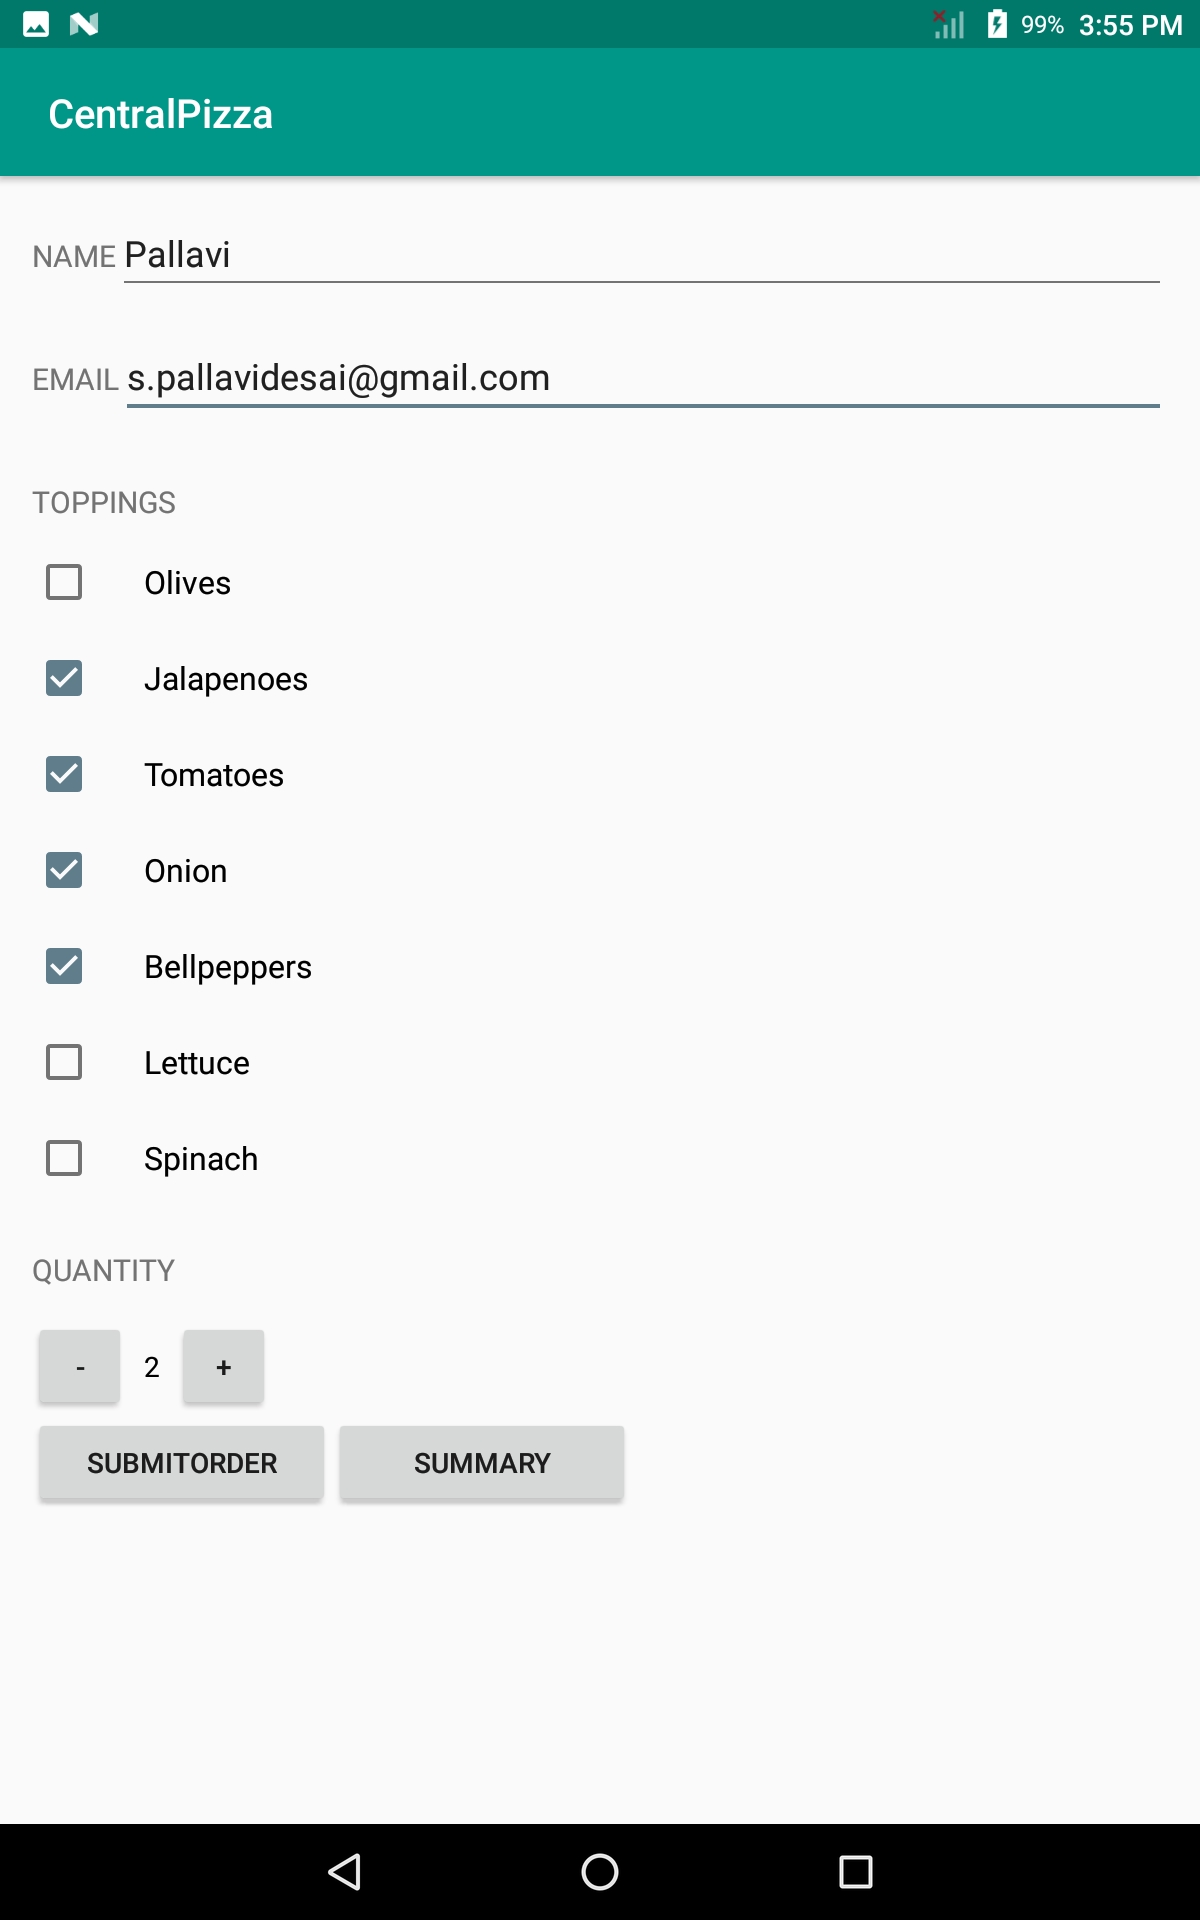 99% 3:55 PM
CentralPizza
NAME Pallavi
EMAIL s.pallavidesai@gmail.com
TOPPINGS
Olives
Jalapenoes
Tomatoes
Onion
Bellpeppers
Lettuce
Spinach
QUANTITY
- 2 +
SUBMITORDER SUMMARY